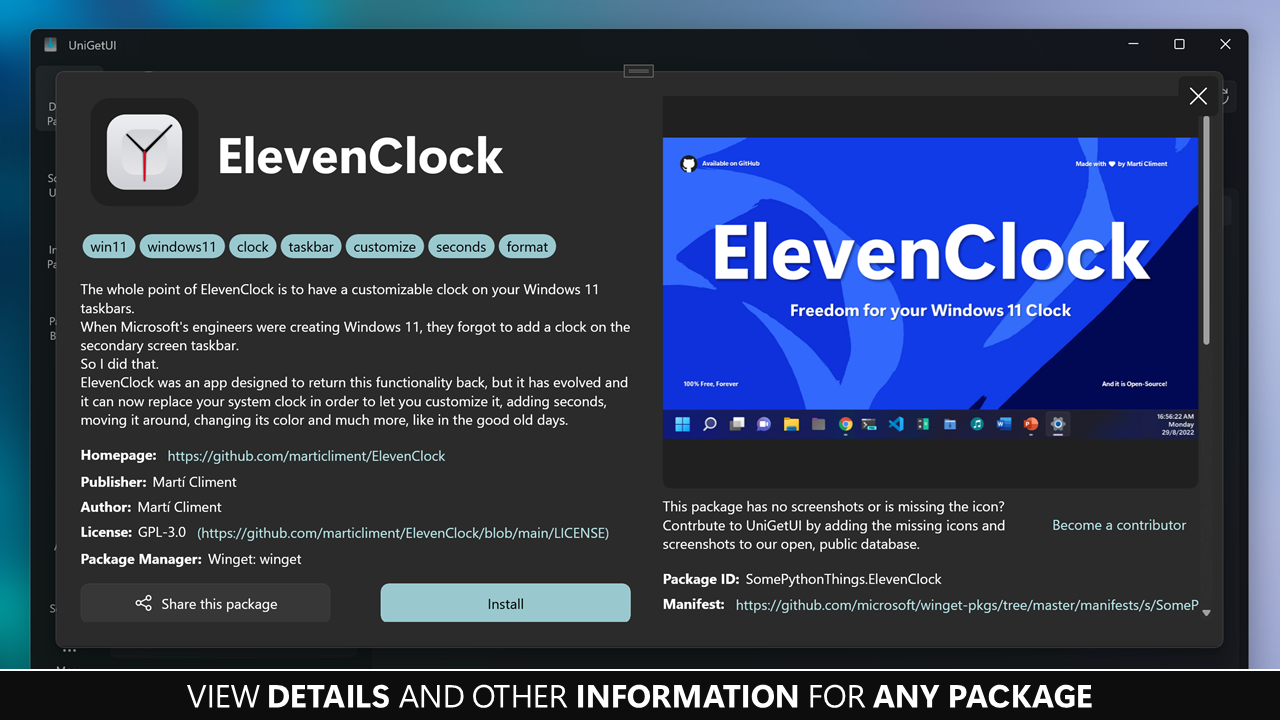 UniGetUI
ElevenClock
win11 windows11 clock taskbar customize seconds format
The whole point of ElevenClock is to have a customizable clock on your Windows 11
taskbars.
When Microsoft's engineers were creating Windows 11, they forgot to add a clock on the
secondary screen taskbar.
So I did that.
ElevenClock was an app designed to return this functionality back, but it has evolved and
it can now replace your system clock in order to let you customize it, adding seconds,
moving it around, changing its color and much more, like in the good old days.
Homepage: https://github.com/marticliment/ElevenClock
Publisher: Martí Climent
Author: Martí Climent
License: GPL-3.0 (https://github.com/marticliment/ElevenClock/blob/main/LICENSE)
Package Manager: Winget: winget
Share this package
Install
Available on GitHub
Made with ❤ by Martí Climent
ElevenClock
Freedom for your Windows 11 Clock
100% Free, Forever
And it is Open-Source!
16:56:22 AM
Monday
29/8/2022
This package has no screenshots or is missing the icon?
Contrbute to UniGetUI by adding the missing icons and
screenshots to our open, public database.
Become a contributor
Package ID: SomePythonThings.ElevenClock
Manifest: https://github.com/microsoft/winget-pkgs/tree/master/manifests/s/SomeP
VIEW DETAILS AND OTHER INFORMATION FOR ANY PACKAGE